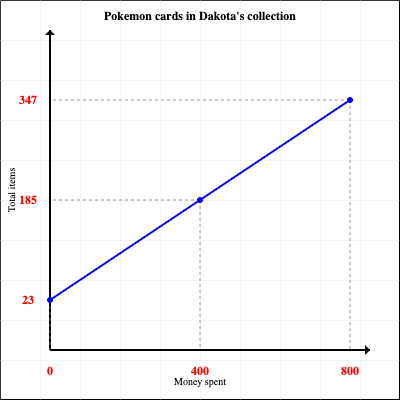 Pokemon cards in Dakota's collection
347
185
23
Total items
0
400
800
Money spent